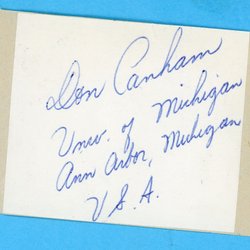 Don Canham
Univ. of Michigan
Ann Arbor, Michigan
U.S.A.